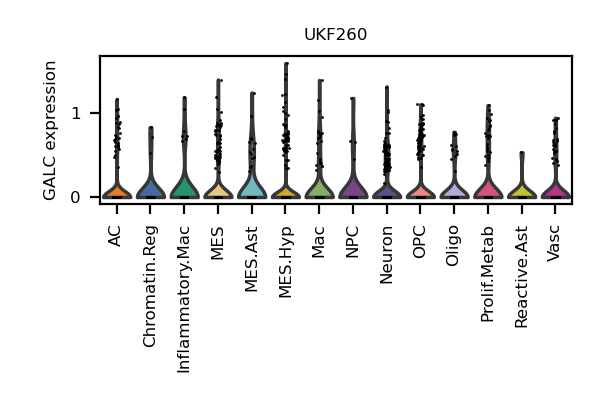 UKF260
GALC expression
1
0
AC
Chromatin.Reg
Inflammatory.Mac
MES
MES.Ast
MES.Hyp
Mac
NPC
Neuron
OPC
Oligo
Prolif.Metab
Reactive.Ast
Vasc